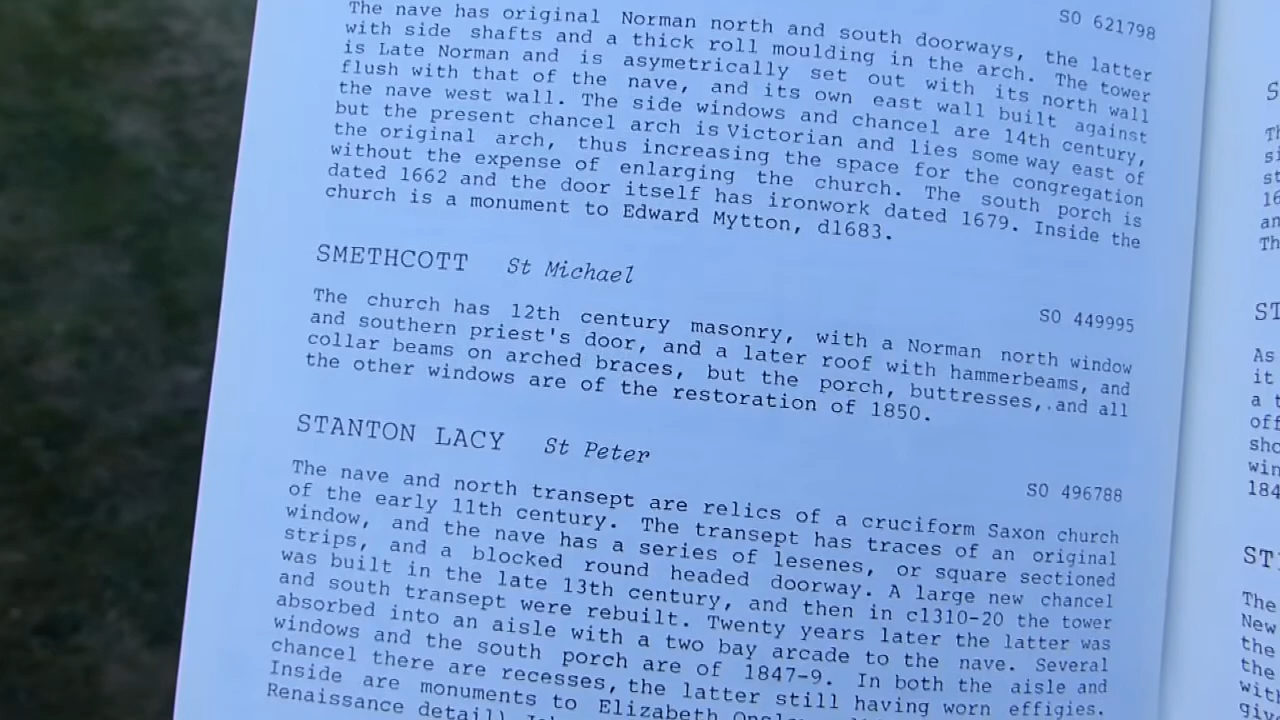 SO 621798
The nave has original Norman north and south doorways, the latter
with side shafts and a thick roll moulding in the arch. The tower
is Late Norman and is asymetrically set out with its north wall
flush with that of the nave, and its own east wall built against
the nave west wall. The side windows and chancel are 14th century,
but the present chancel arch is Victorian and lies some way east of
the original arch, thus increasing the space for the congregation
without the expense of enlarging the church. The south porch is
dated 1662 and the door itself has ironwork dated 1679. Inside the
church is a monument to Edward Mytton, d1683.
SMETHCOTT St Michael
SO 449995
The church has 12th century masonry, with a Norman north window
and southern priest's door, and a later roof with hammerbeams, and
collar beams on arched braces, but the porch, buttresses, and all
the other windows are of the restoration of 1850.
STANTON LACY St Peter
SO 496788
The nave and north transept are relics of a cruciform Saxon church
of the early 11th century. The transept has traces of an original
window, and the nave has a series of lesenes, or square sectioned
strips, and a blocked round headed doorway. A large new chancel
was built in the late 13th century, and then in c1310-20 the tower
and south transept were rebuilt. Twenty years later the latter was
absorbed into an aisle with a two bay arcade to the nave. Several
windows and the south porch are of 1847-9. In both the aisle and
chancel there are recesses, the latter still having worn effigies.
Inside are monuments to Elizabeth
Renaissance detail)
As
it
a t
off
sho
win
184
The
New
the
the
with
giv